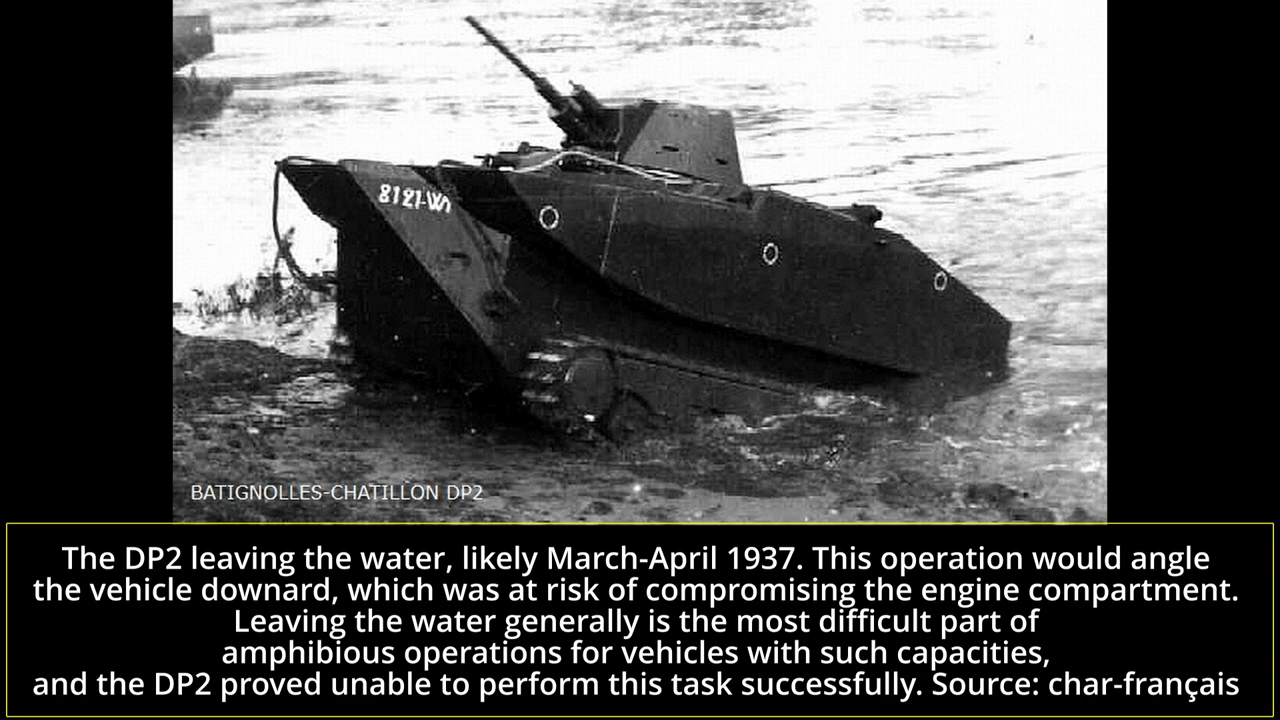 8121-W1
BATIGNOLLES-CHATILLON DP2
The DP2 leaving the water, likely March-April 1937. This operation would angle
the vehicle downard, which was at risk of compromising the engine compartment.
Leaving the water generally is the most difficult part of
amphibious operations for vehicles with such capacities,
and the DP2 proved unable to perform this task successfully. Source: char-français